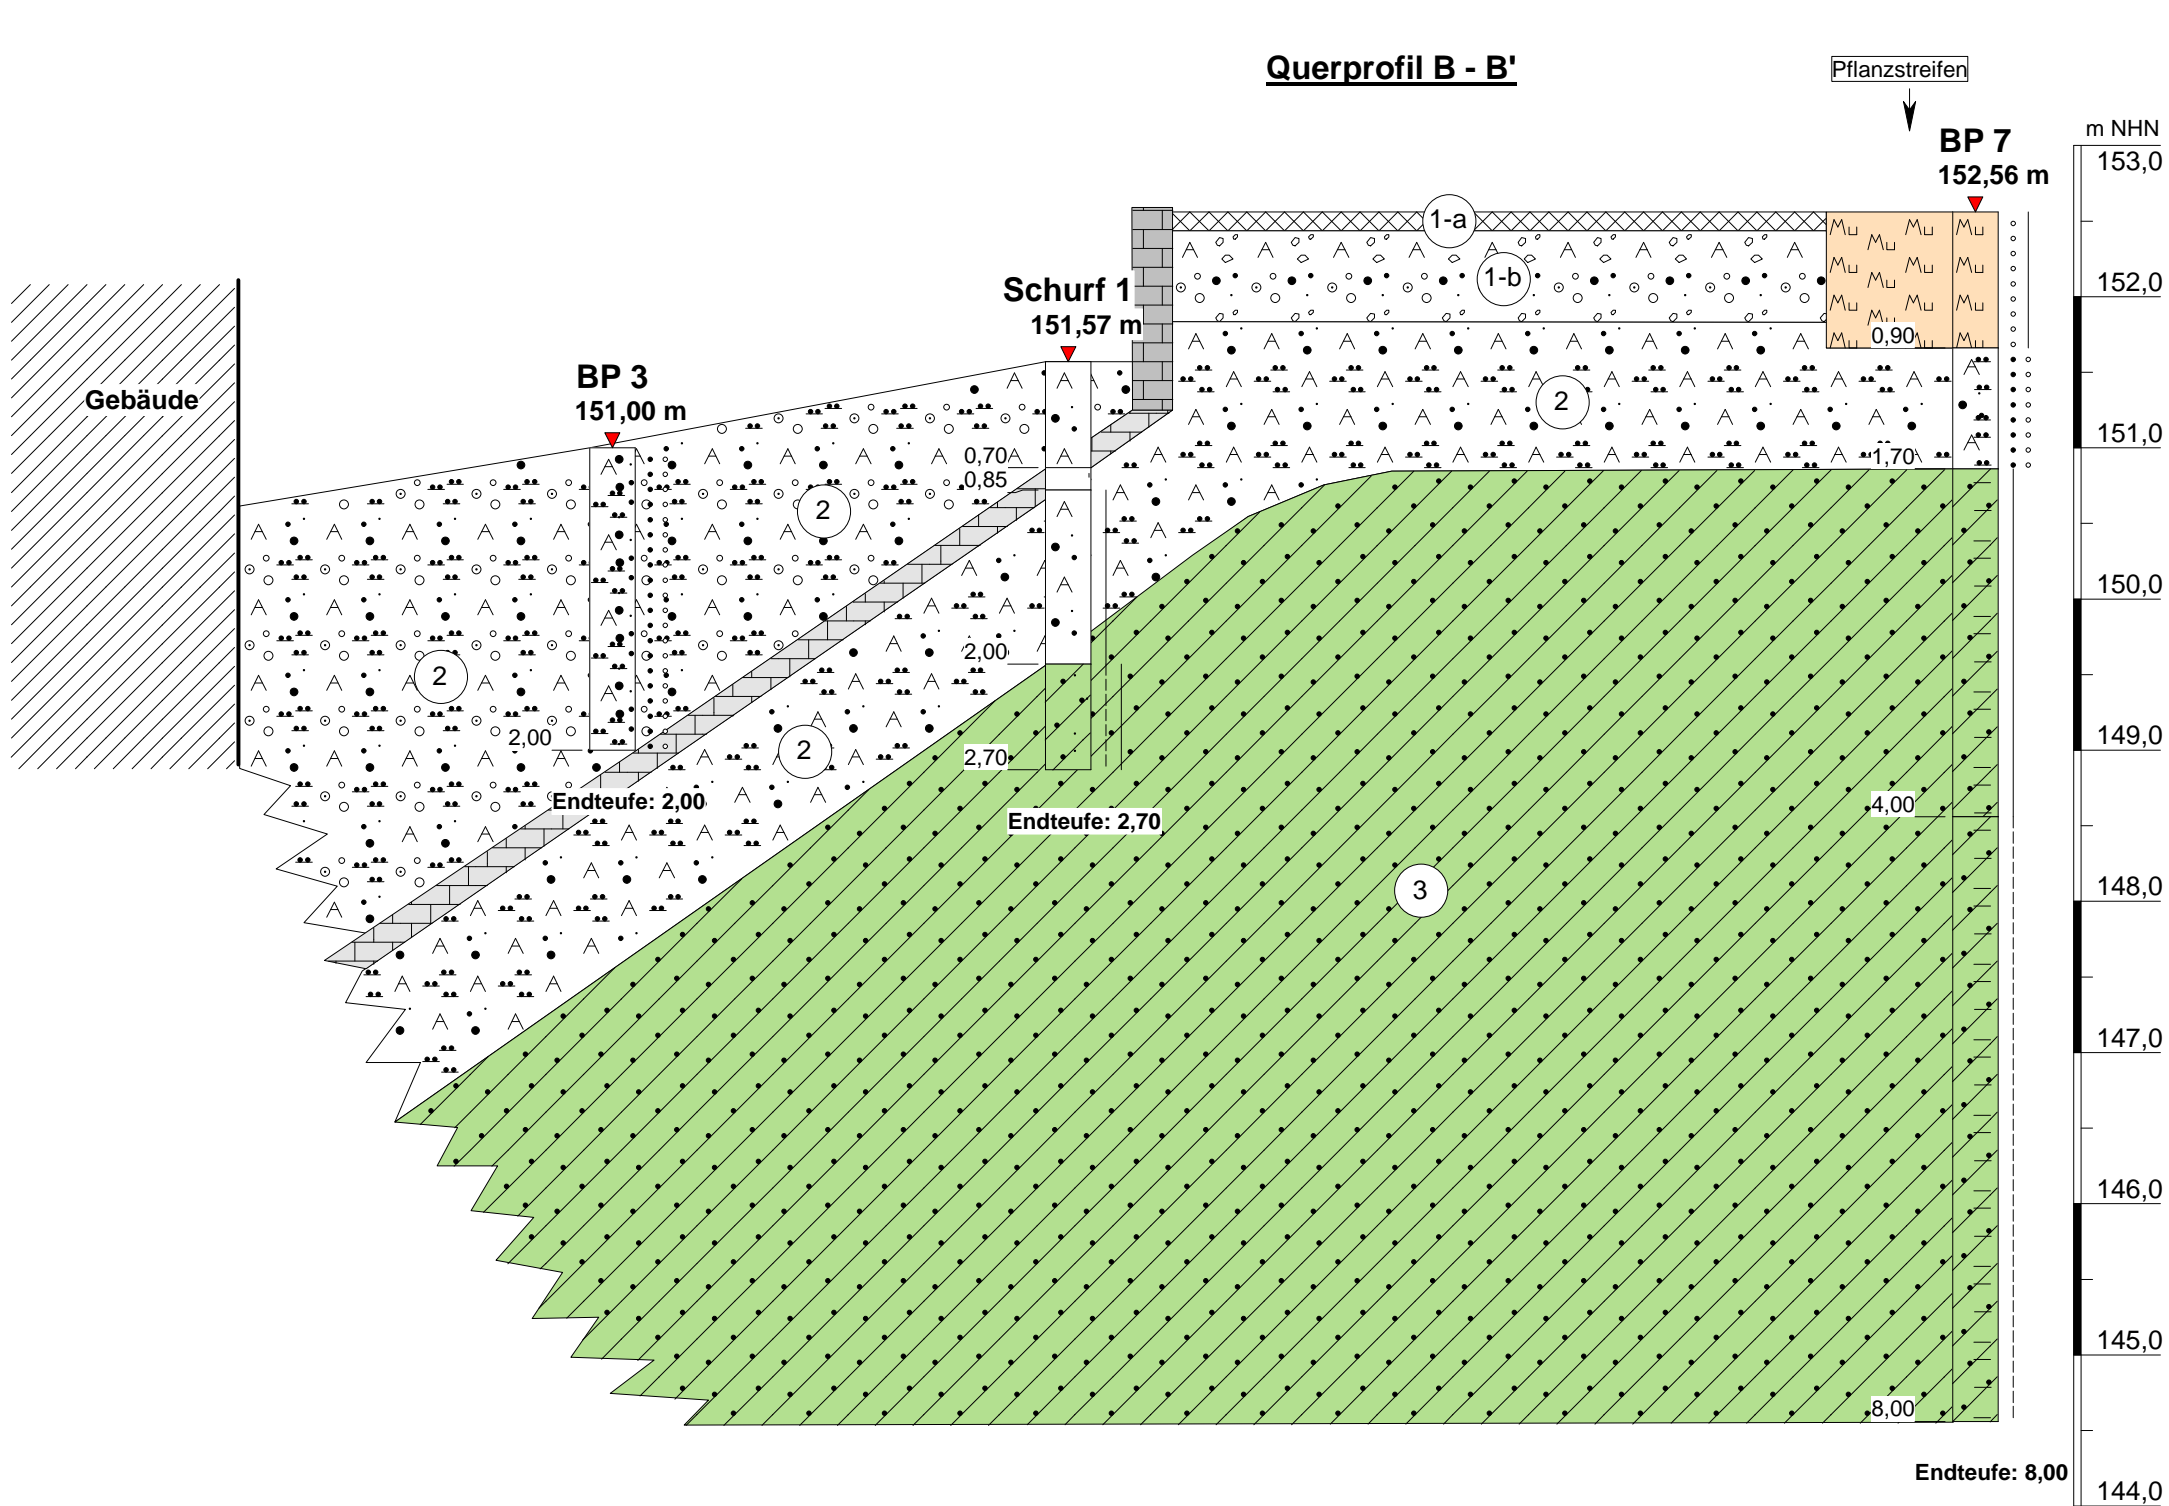 Querprofil B - B'
Pflanzstreifen
m NHN
BP 7
152,56 m
153,0
1-a
1-b
152,0
Schurf 1
151,57 m
0,90
BP 3
151,00 m
Gebäude
2
151,0
0,70
0,85
1,70
2
150,0
2,00
2
2,00
2
2,70
149,0
Endteufe: 2,00
Endteufe: 2,70
4,00
3
148,0
147,0
146,0
145,0
8,00
Endteufe: 8,00
144,0